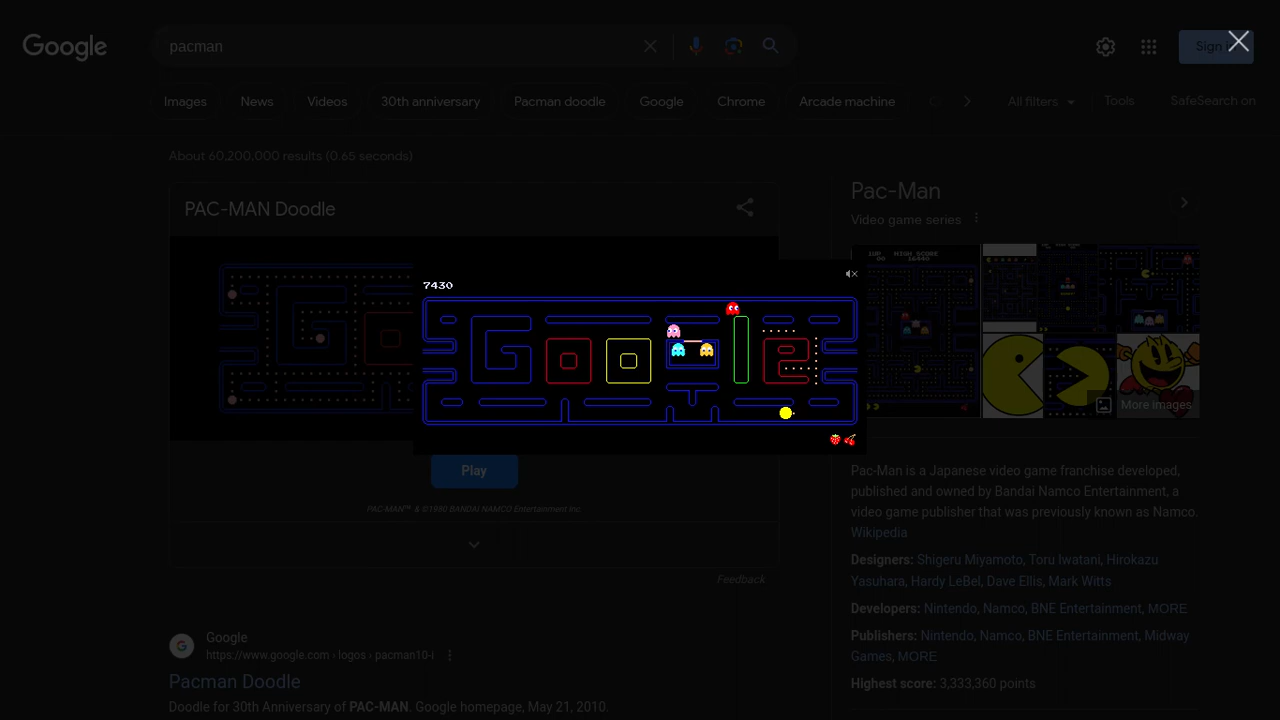 Google
pacman
Sign
Images
News
Videos
30th anniversary
Pacman doodle
Google
Chrome
Arcade machine
All filters
Tools
SafeSearch on
About 60,200,000 results (0.65 seconds)
PAC-MAN Doodle
7430
Play
PAC-MAN™ & ©1980 BANDAI NAMCO Entertainment Inc
Feedback
Google
https://www.google.com › logos › pacman10-i
Pacman Doodle
Doodle for 30th Anniversary of PAC-MAN. Google homepage, May 21, 2010.
Pac-Man
Video game series
1UP HIGH SCORE
More images
Pac-Man is a Japanese video game franchise developed,
published and owned by Bandai Namco Entertainment, a
video game publisher that was previously known as Namco.
Wikipedia
Designers: Shigeru Miyamoto, Toru Iwatani, Hirokazu
Yasuhara, Hardy LeBel, Dave Ellis, Mark Witts
Developers: Nintendo, Namco, BNE Entertainment, MORE
Publishers: Nintendo, Namco, BNE Entertainment, Midway
Games, MORE
Highest score: 3,333,360 points